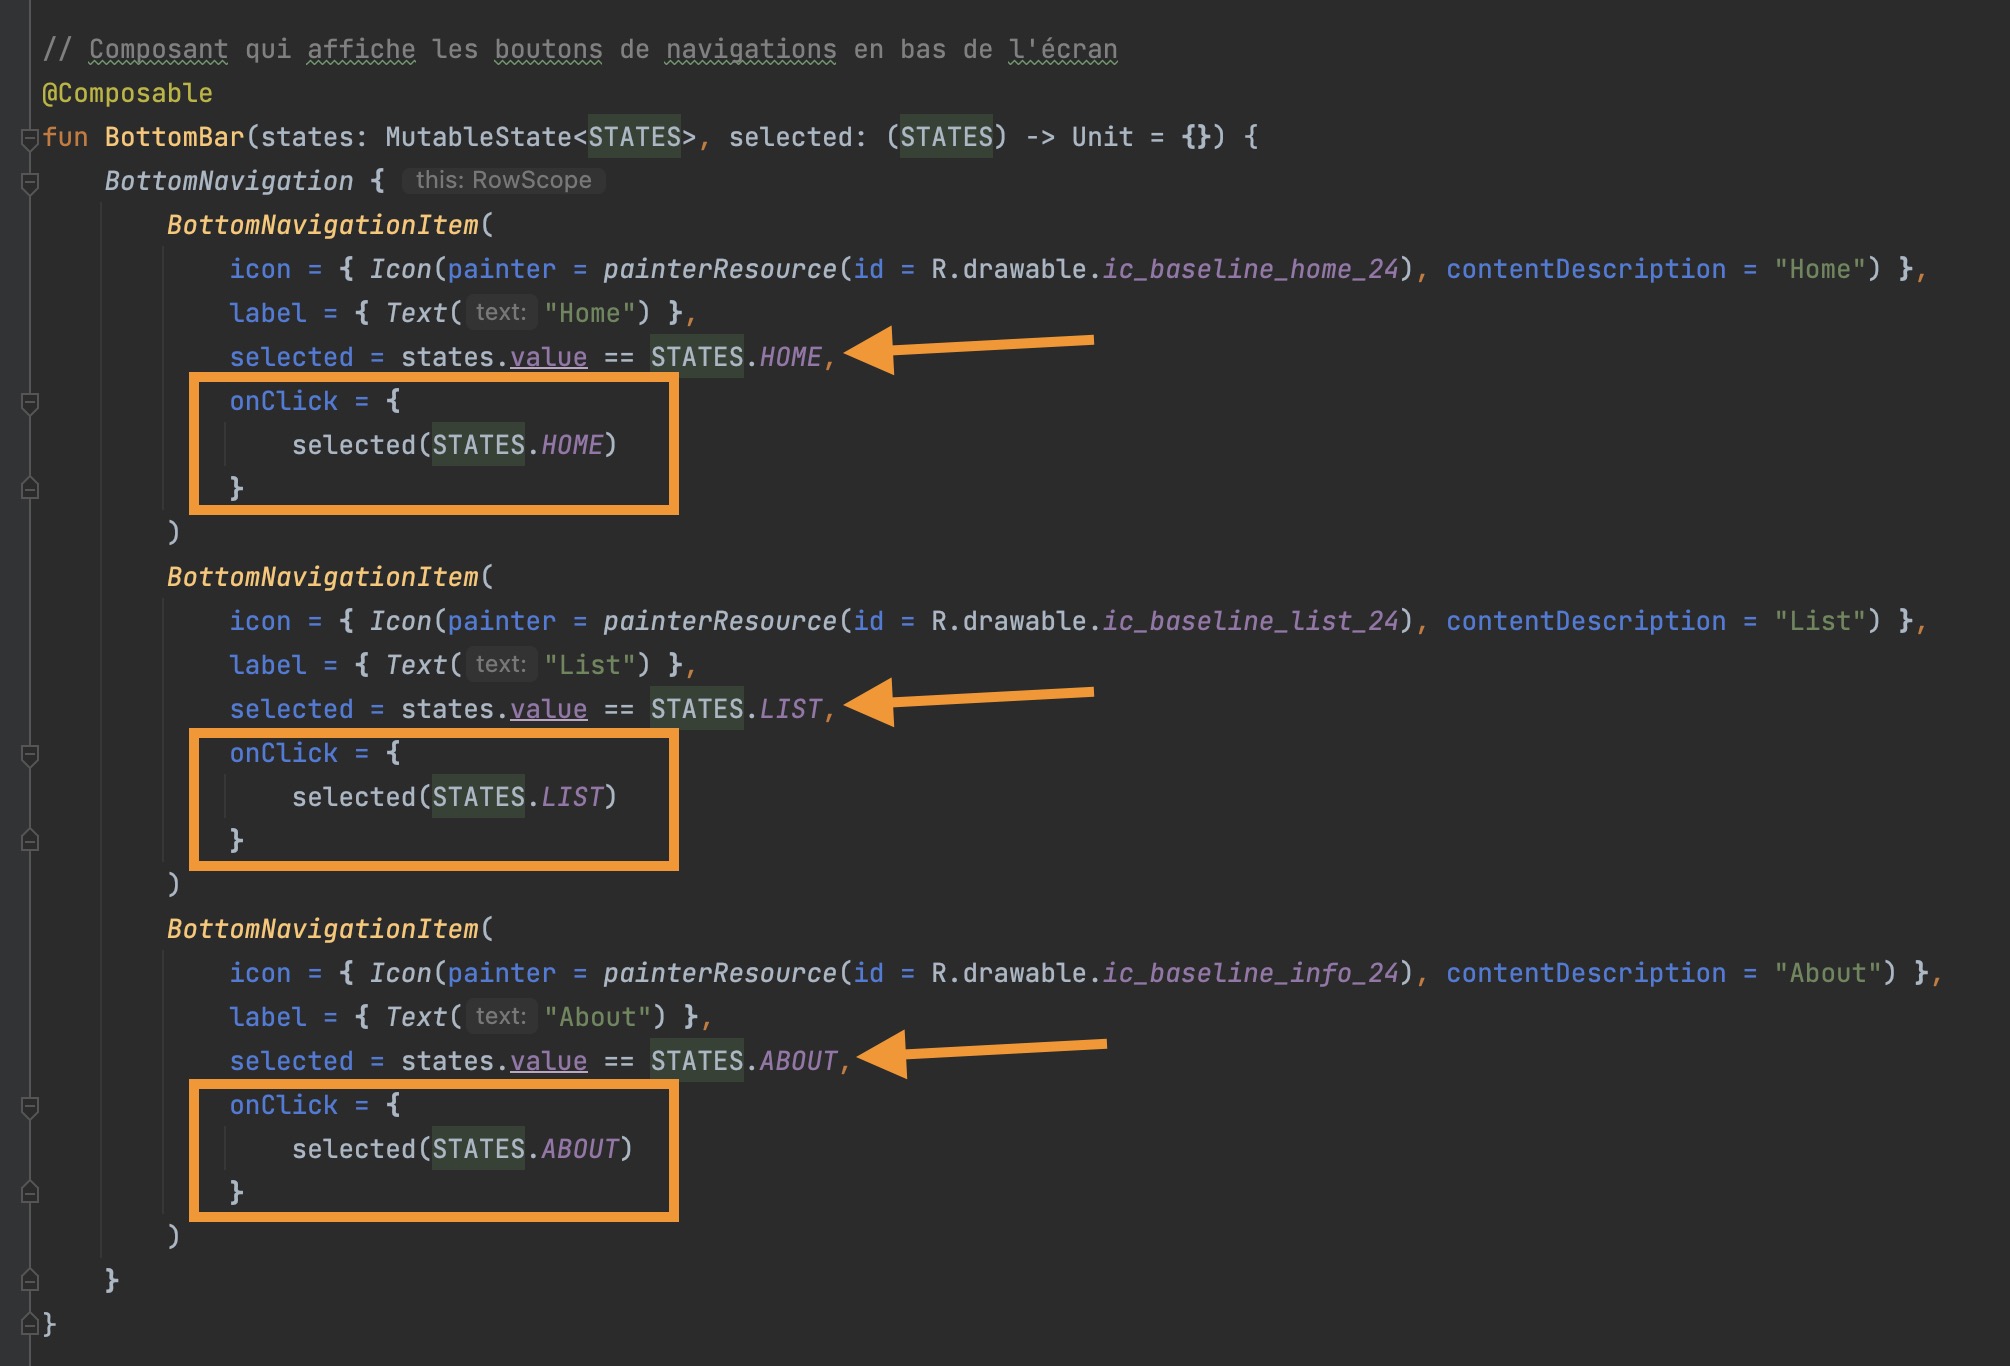 // Composant qui affiche les boutons de navigations en bas de l'écran
@Composable
fun BottomBar(states: MutableState<STATES>, selected: (STATES) -> Unit = {}) {
    BottomNavigation { this: RowScope
        BottomNavigationItem(
            icon = { Icon(painter = painterResource(id = R.drawable.ic_baseline_home_24), contentDescription = "Home") },
            label = { Text( text: "Home") },
            selected = states.value == STATES.HOME,
            onClick = {
                selected(STATES.HOME)
            }
        )
        BottomNavigationItem(
            icon = { Icon(painter = painterResource(id = R.drawable.ic_baseline_list_24), contentDescription = "List") },
            label = { Text( text: "List") },
            selected = states.value == STATES.LIST,
            onClick = {
                selected(STATES.LIST)
            }
        )
        BottomNavigationItem(
            icon = { Icon(painter = painterResource(id = R.drawable.ic_baseline_info_24), contentDescription = "About") },
            label = { Text( text: "About") },
            selected = states.value == STATES.ABOUT,
            onClick = {
                selected(STATES.ABOUT)
            }
        )
    }
}